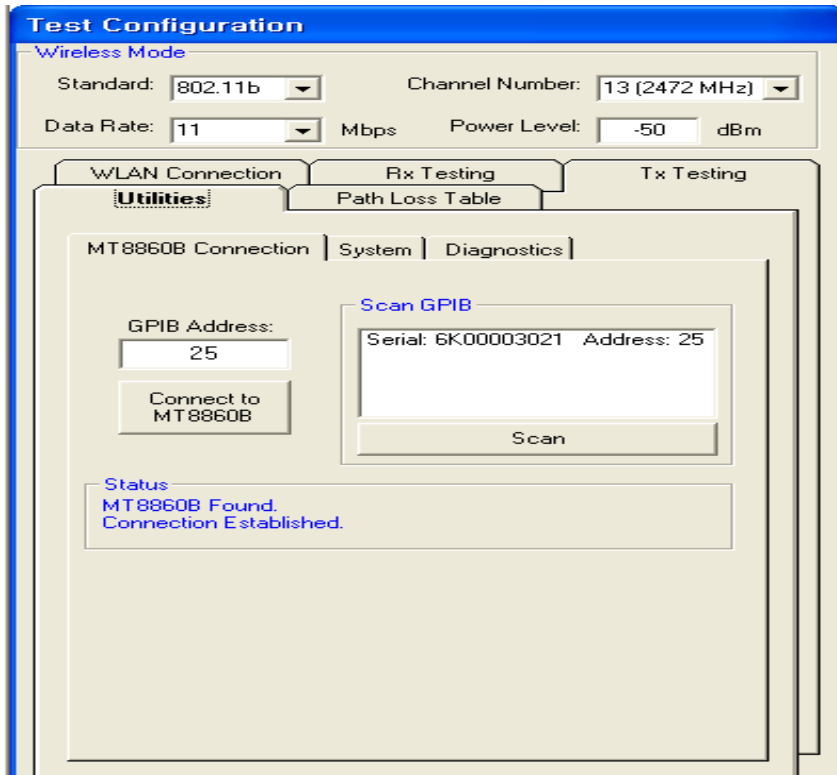 Test Configuration
Wireless Mode
Standard: 802.11b Channel Number: 13 (2472 MHz)
Data Rate: 11 Mbps Power Level: -50 dBm
WLAN Connection Rx Testing Tx Testing
Utilities Path Loss Table
MT8860B Connection System Diagnostics
Scan GPIB
GPIB Address:
Serial: 6K00003021 Address: 25
25
Connect to
MT8860B
Scan
Status
MT8860B Found.
Connection Established.